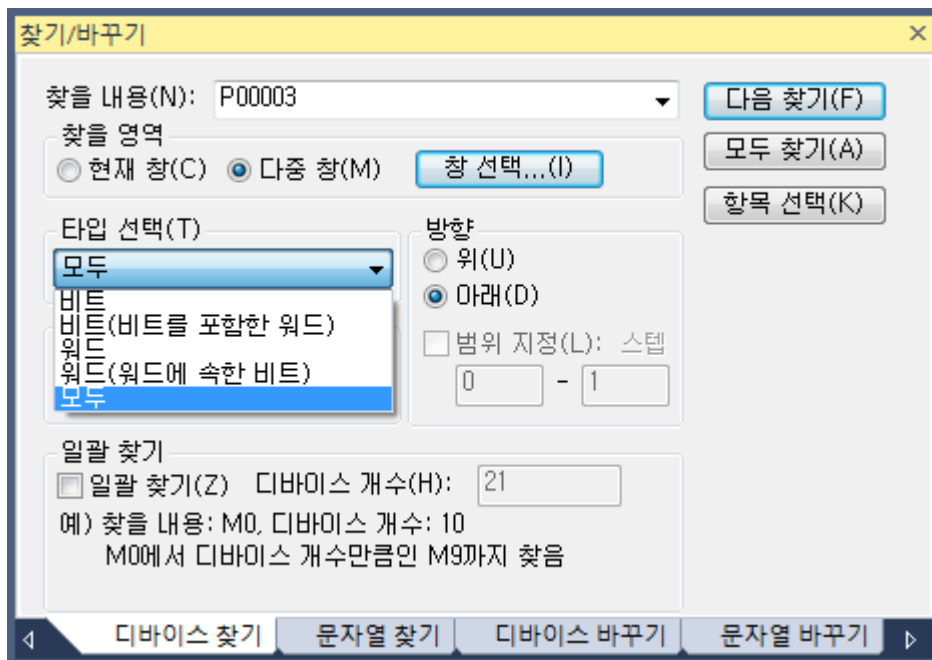 찾기/바꾸기
찾을 내용(N): P00003
다음 찾기(F)
찾을 영역
현재 창(C) 다중 창(M) 창 선택...(I)
모두 찾기(A)
항목 선택(K)
타입 선택(T)
모두
비트
비트(비트를 포함한 워드)
워드
워드(워드에 속한 비트)
모두
방향
위(U)
아래(D)
범위 지정(L): 스텝
0 - 1
일괄 찾기
일괄 찾기(Z) 디바이스 개수(H): 21
예) 찾을 내용: M0, 디바이스 개수: 10
M0에서 디바이스 개수만큼인 M9까지 찾음
디바이스 찾기 문자열 찾기 디바이스 바꾸기 문자열 바꾸기